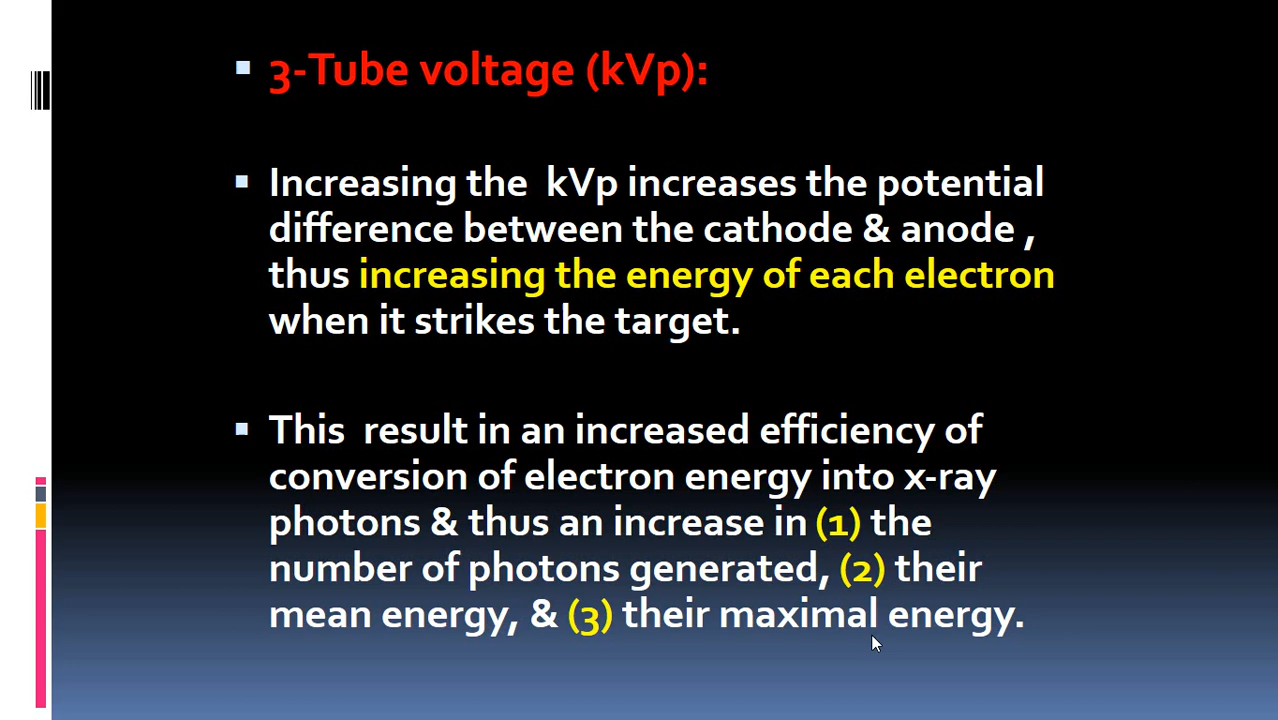 3-Tube voltage (kVp):
Increasing the kVp increases the potential
difference between the cathode & anode ,
thus increasing the energy of each electron
when it strikes the target.
This result in an increased efficiency of
conversion of electron energy into x-ray
photons & thus an increase in (1) the
number of photons generated, (2) their
mean energy, & (3) their maximal energy.